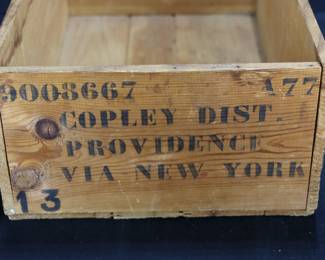 9008667 A77
COPLEY DIST.
PROVIDENCE
VIA NEW YORK
13